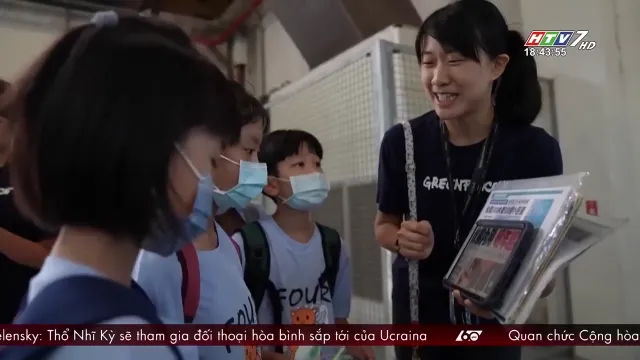 HTV7 HD
18:43:55
GREENPEACE
FOUR
elensky: Thổ Nhĩ Kỳ sẽ tham gia đối thoại hòa bình sắp tới của Ucraina 60 Quan chức Cộng hòa